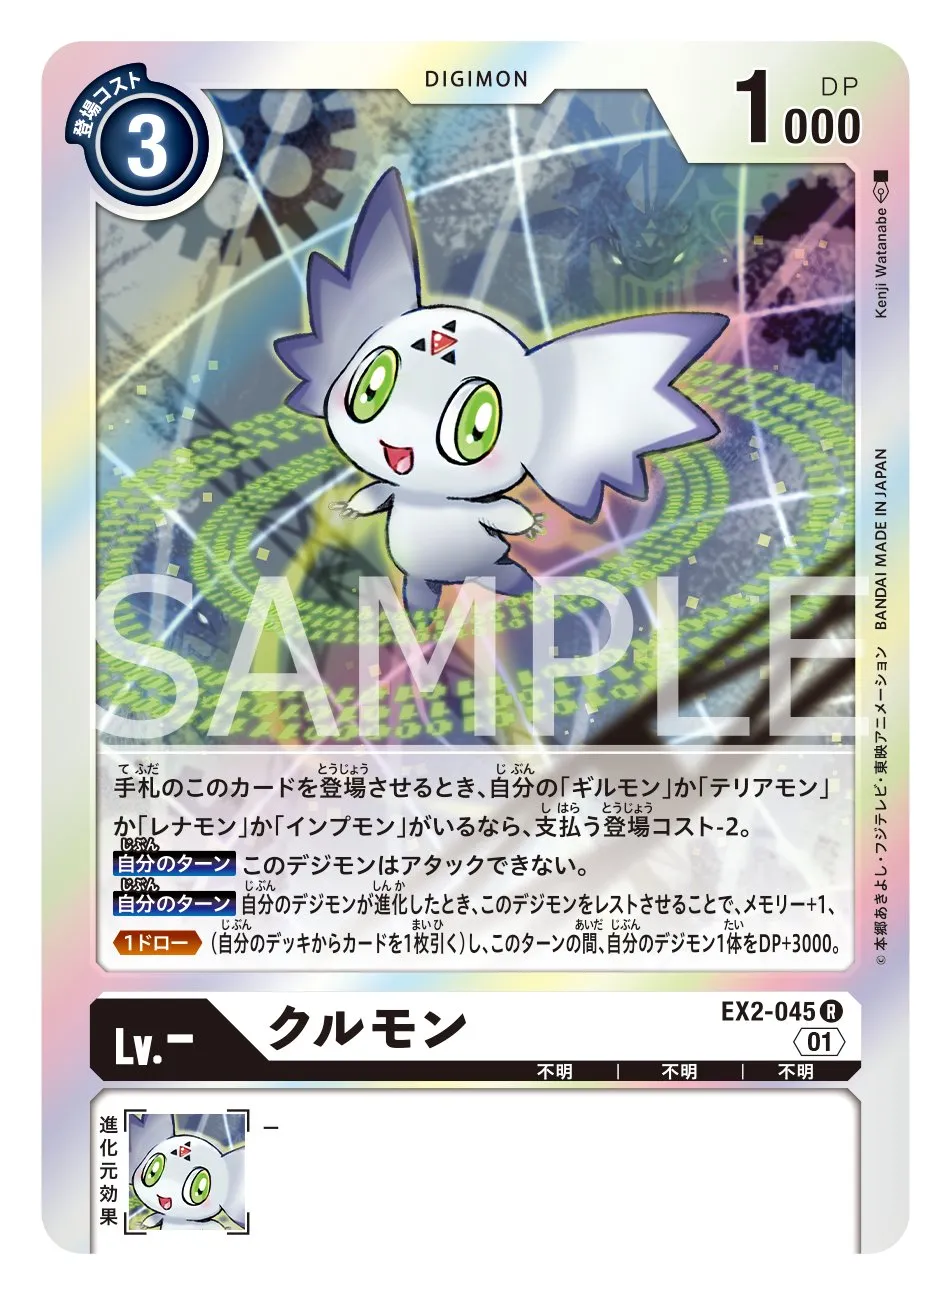 登場コスト
3
DIGIMON
1000
DP
Kenji Watanabe
BANDAI MADE IN JAPAN
©本郷あきよし・フジテレビ・東映アニメーション
SAMPLE
手札のこのカードを登場させるとき、自分の「ギルモン」か「テリアモン」
か「レナモン」か「インプモン」がいるなら、支払う登場コスト-2。
自分のターン このデジモンはアタックできない。
自分のターン 自分のデジモンが進化したとき、このデジモンをレストさせることで、メモリー+1、
1ドロー (自分のデッキからカードを1枚引く)し、このターンの間、自分のデジモン1体をDP+3000。
Lv.-
クルモン
EX2-045 R
01
不明 | 不明 | 不明
進化元効果
-